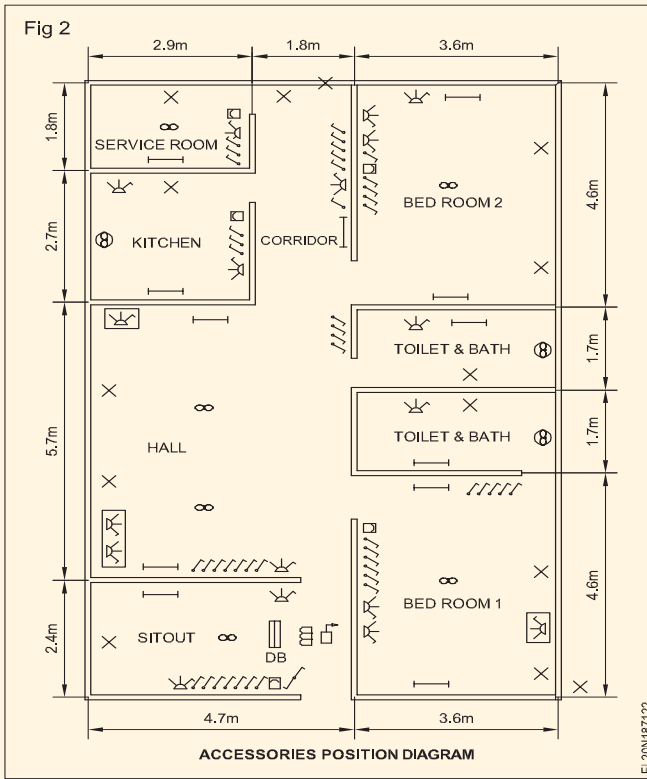 Fig 2
2.9m
1.8m
3.6m
1.8m
SERVICE ROOM
2.7m
KITCHEN
CORRIDOR
BED ROOM 2
4.6m
TOILET & BATH
1.7m
5.7m
HALL
TOILET & BATH
1.7m
BED ROOM 1
4.6m
2.4m
SITOUT
DB
4.7m
3.6m
ACCESSORIES POSITION DIAGRAM